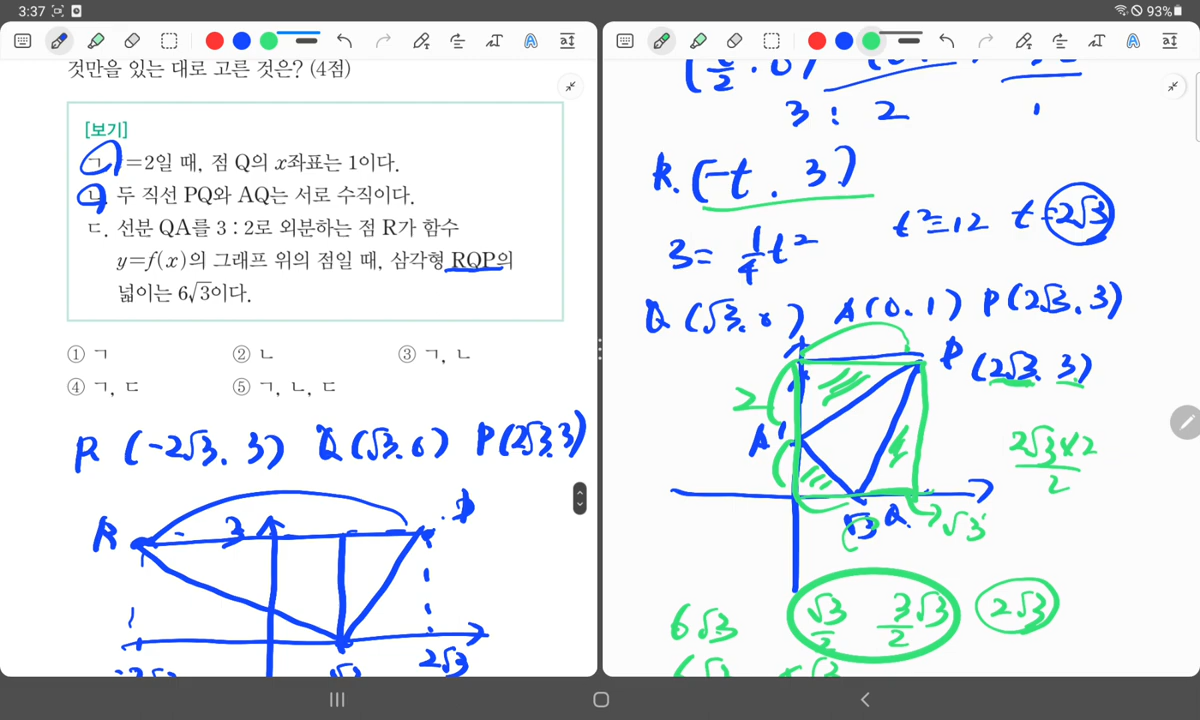 3:37
93%
것만을 있는 대로 고른 것은? (4점)
[보기]
ㄱ. =2일 때, 점 Q의 x좌표는 1이다.
ㄴ. 두 직선 PQ와 AQ는 서로 수직이다.
ㄷ. 선분 QA를 3 : 2로 외분하는 점 R가 함수
y=f(x)의 그래프 위의 점일 때, 삼각형 RQP의
넓이는 6√3이다.
① ㄱ ② ㄴ ③ ㄱ, ㄴ
④ ㄱ, ㄷ ⑤ ㄱ, ㄴ, ㄷ
R (-2√3. 3) Q(√3. 0) P(2√3.3)
R 3
2√3
3 : 2
R. (-t. 3)
t²=12 t=2√3
3= 1/4 t²
Q (√3. 0) A(0. 1) P(2√3. 3)
P (2√3. 3)
2
A 1
2√3×2/2
√3 Q √3
6√3 √3/2 3√3/2 2√3